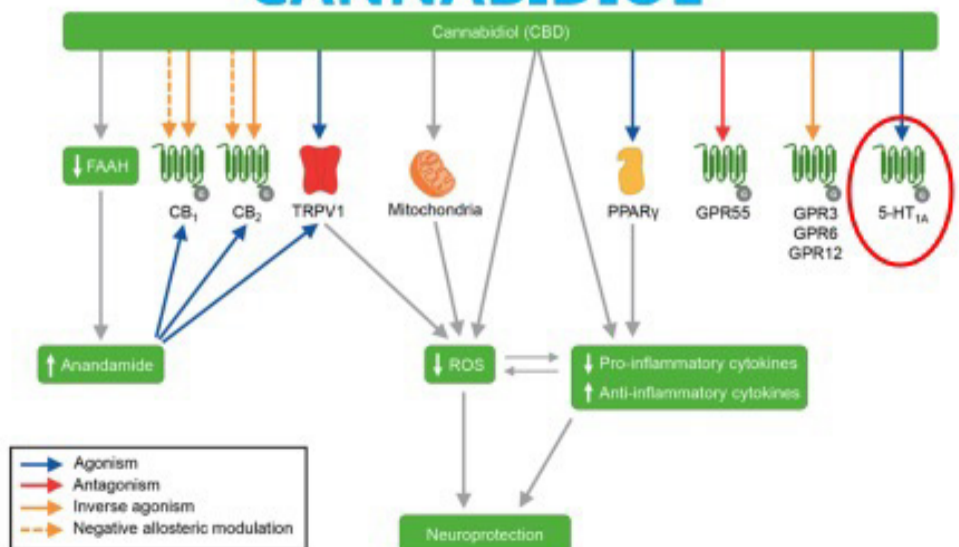 CANNABIDIOL
Cannabidiol (CBD)
FAAH
CB₁
CB₂
TRPV1
Mitochondria
PPARγ
GPR55
GPR3
GPR6
GPR12
5-HT₁A
G
G
G
G
G
Anandamide
ROS
Pro-inflammatory cytokines
Anti-inflammatory cytokines
Agonism
Antagonism
Inverse agonism
Negative allosteric modulation
Neuroprotection